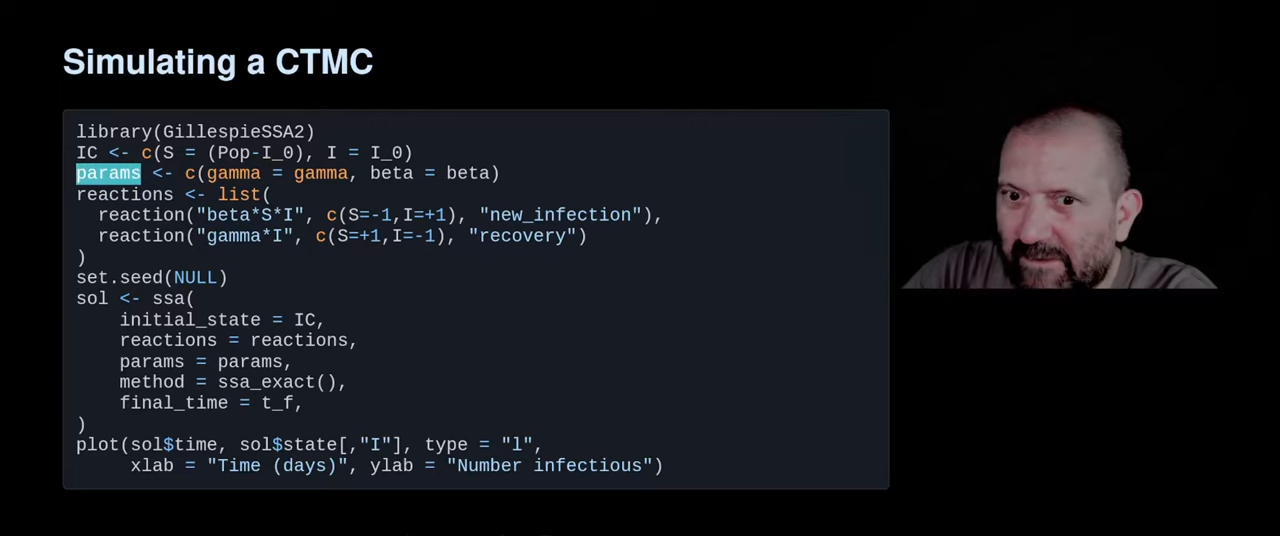 Simulating a CTMC
library(GillespieSSA2)
IC <- c(S = (Pop-I_0), I = I_0)
params <- c(gamma = gamma, beta = beta)
reactions <- list(
  reaction("beta*S*I", c(S=-1,I=+1), "new_infection"),
  reaction("gamma*I", c(S=+1,I=-1), "recovery")
)
set.seed(NULL)
sol <- ssa(
    initial_state = IC,
    reactions = reactions,
    params = params,
    method = ssa_exact(),
    final_time = t_f,
)
plot(sol$time, sol$state[,"I"], type = "l",
     xlab = "Time (days)", ylab = "Number infectious")